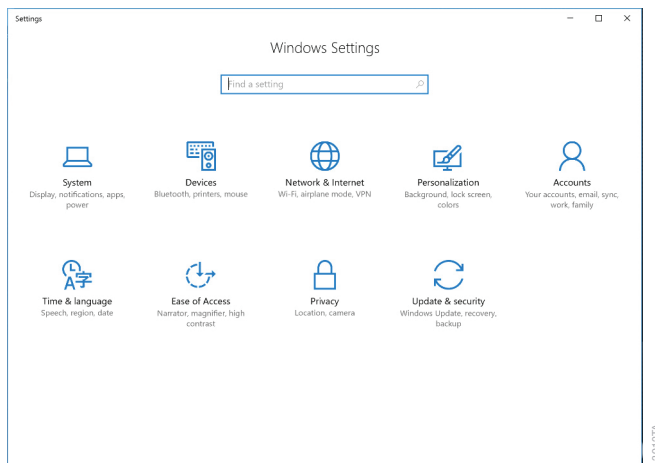 Settings
Windows Settings
Find a setting
System
Display, notifications, apps,
power
Devices
Bluetooth, printers, mouse
Network & Internet
Wi-Fi, airplane mode, VPN
Personalization
Background, lock screen,
colors
Accounts
Your accounts, email, sync,
work, family
Time & language
Speech, region, date
Ease of Access
Narrator, magnifier, high
contrast
Privacy
Location, camera
Update & security
Windows Update, recovery,
backup